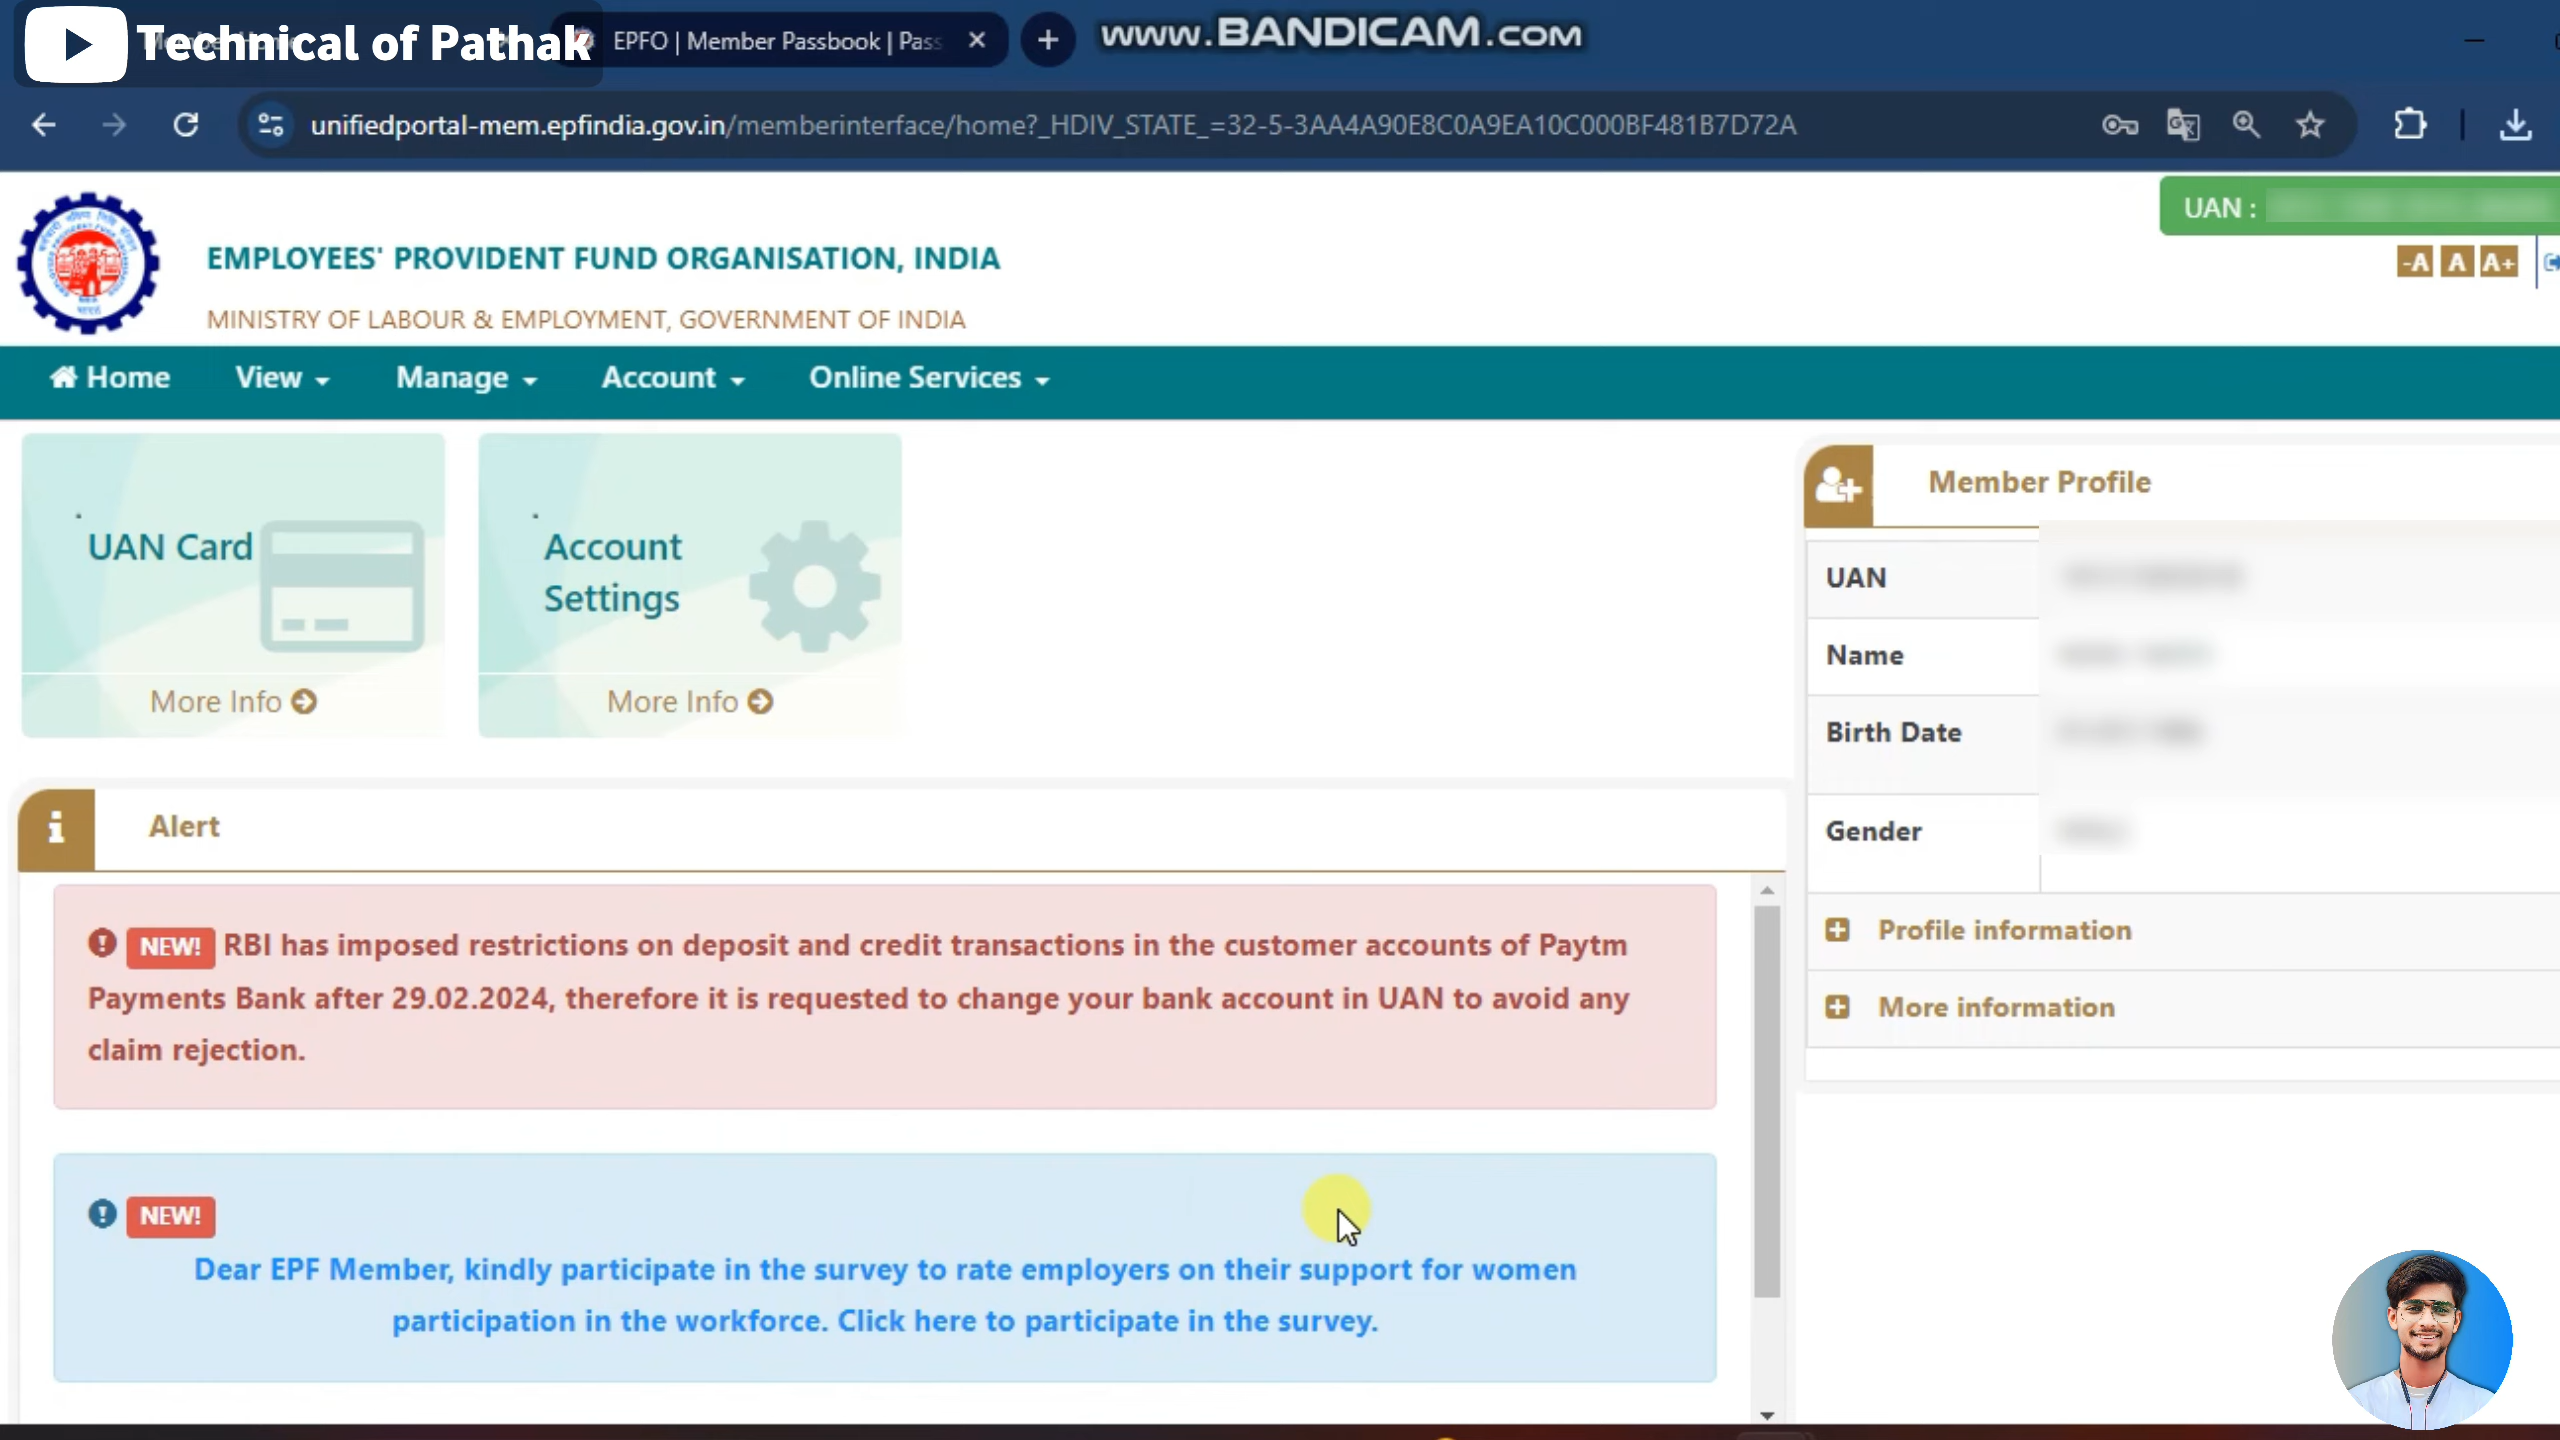 Technical of Pathak
EPFO | Member Passbook | Pass
www.BANDICAM.com
unifiedportal-mem.epfindia.gov.in/memberinterface/home?_HDIV_STATE_=32-5-3AA4A90E8C0A9EA10C000BF481B7D72A
UAN :
EMPLOYEES' PROVIDENT FUND ORGANISATION, INDIA
MINISTRY OF LABOUR & EMPLOYMENT, GOVERNMENT OF INDIA
-A A A+
Home View Manage Account Online Services
UAN Card
More Info
Account
Settings
More Info
Member Profile
UAN
Name
Birth Date
Gender
Profile information
More information
Alert
NEW! RBI has imposed restrictions on deposit and credit transactions in the customer accounts of Paytm
Payments Bank after 29.02.2024, therefore it is requested to change your bank account in UAN to avoid any
claim rejection.
NEW!
Dear EPF Member, kindly participate in the survey to rate employers on their support for women
participation in the workforce. Click here to participate in the survey.